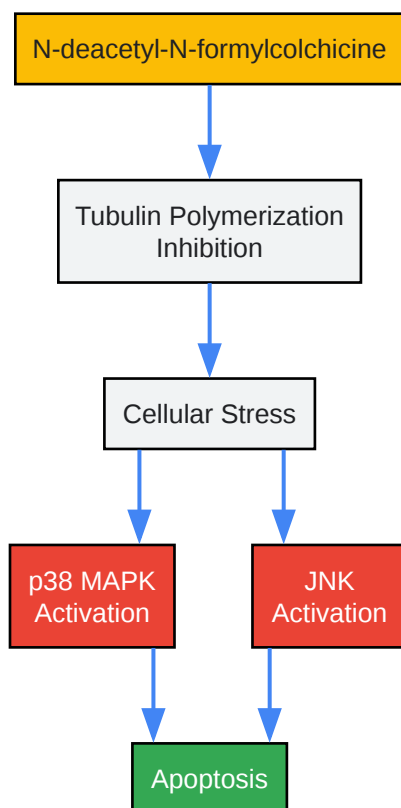 N-deacetyl-N-formylcolchicine
Tubulin Polymerization
Inhibition
Cellular Stress
p38 MAPK
Activation
JNK
Activation
Apoptosis